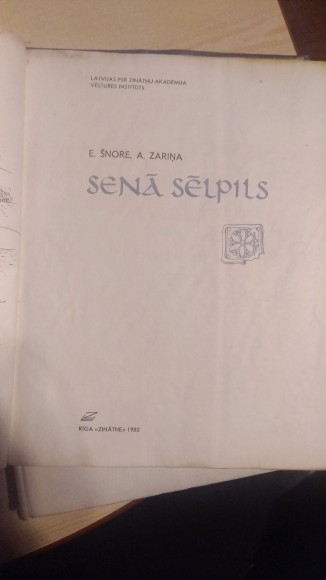 LATVIJAS PSR ZINĀTŅU AKADĒMIJA
VĒSTURES INSTITŪTS
E. ŠNORE, A. ZARIŅA
SENĀ SĒLPILS
RĪGA «ZINĀTNE» 1980